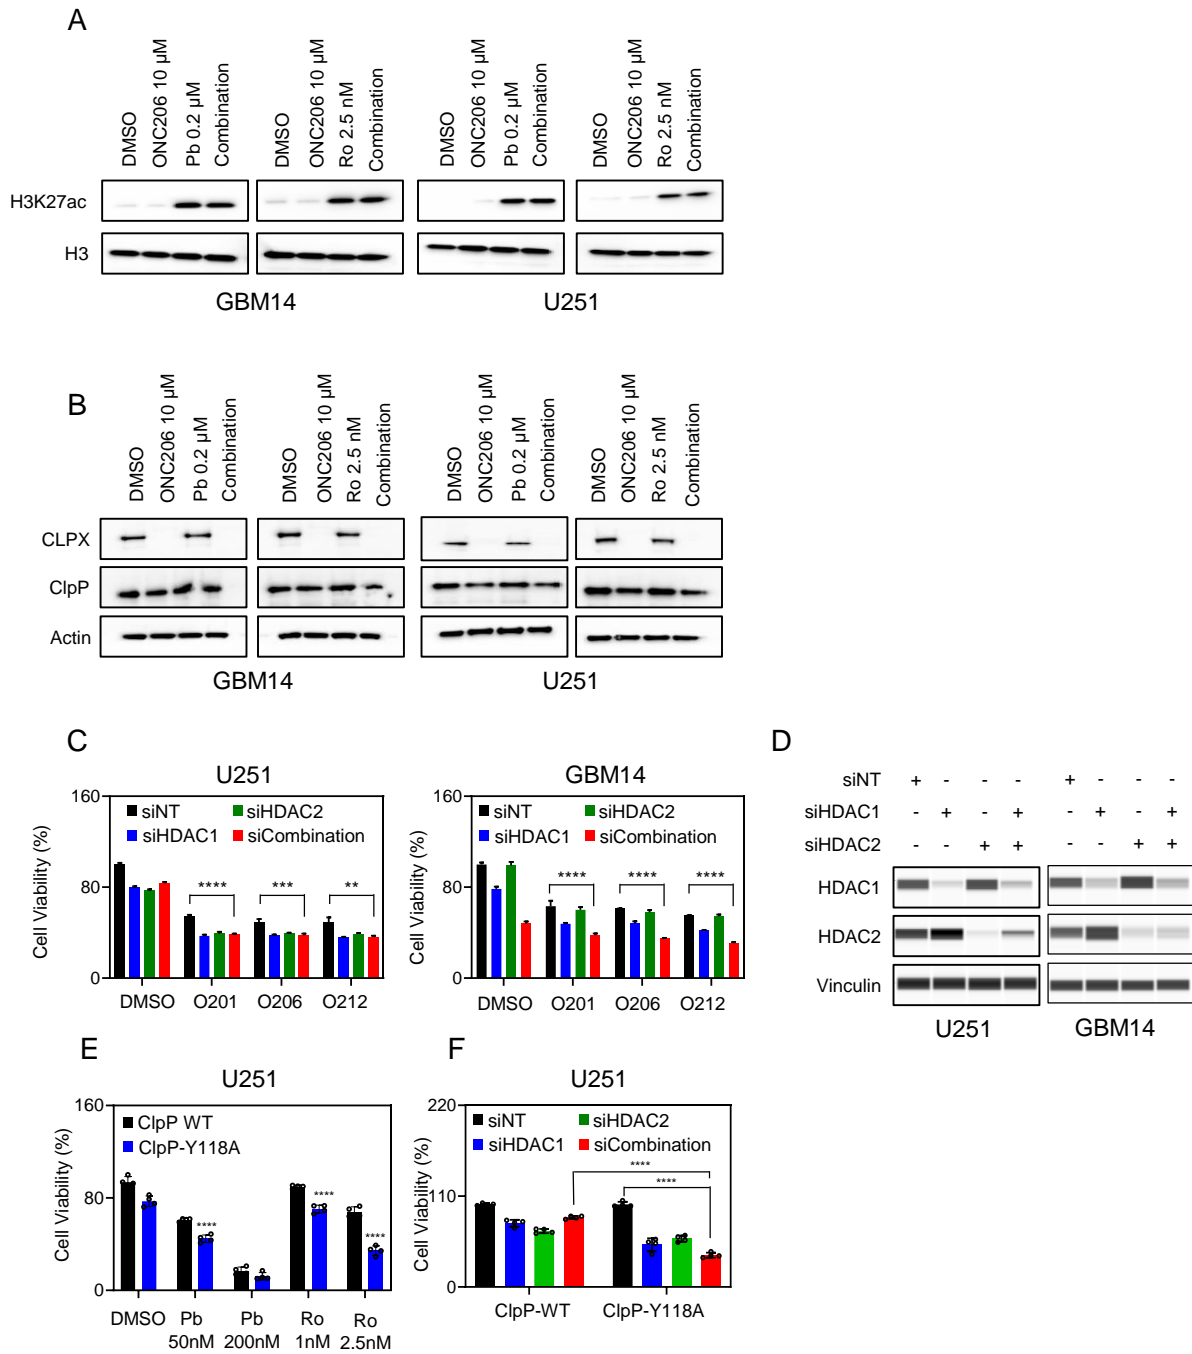 A
DMSO
ONC206 10 µM
Pb 0.2 µM
Combination
DMSO
ONC206 10 µM
Ro 2.5 nM
Combination
DMSO
ONC206 10 µM
Pb 0.2 µM
Combination
DMSO
ONC206 10 µM
Ro 2.5 nM
Combination
H3K27ac
H3
GBM14
U251
B
DMSO
ONC206 10 µM
Pb 0.2 µM
Combination
DMSO
ONC206 10 µM
Ro 2.5 nM
Combination
DMSO
ONC206 10 µM
Pb 0.2 µM
Combination
DMSO
ONC206 10 µM
Ro 2.5 nM
Combination
CLPX
ClpP
Actin
GBM14
U251
C
U251
Cell Viability (%)
160
80
0
siNT
siHDAC2
siHDAC1
siCombination
****
***
**
DMSO
O201
O206
O212
GBM14
Cell Viability (%)
160
80
0
siNT
siHDAC2
siHDAC1
siCombination
****
****
****
DMSO
O201
O206
O212
D
siNT + - - - + - - -
siHDAC1 - + - + - + - +
siHDAC2 - - + + - - + +
HDAC1
HDAC2
Vinculin
U251
GBM14
E
U251
Cell Viability (%)
160
80
0
ClpP WT
ClpP-Y118A
****
****
****
DMSO
Pb
50nM
Pb
200nM
Ro
1nM
Ro
2.5nM
F
U251
Cell Viability (%)
220
110
0
siNT
siHDAC2
siHDAC1
siCombination
****
****
ClpP-WT
ClpP-Y118A